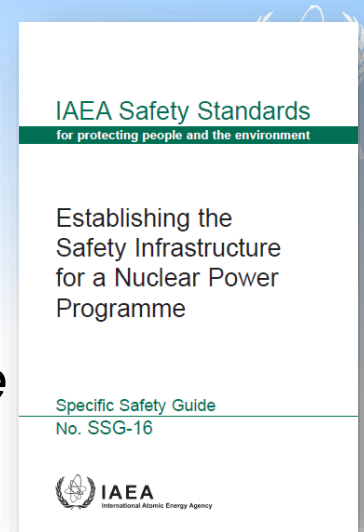 IAEA Safety Standards
for protecting people and the environment
Establishing the
Safety Infrastructure
for a Nuclear Power
Programme
e
Specific Safety Guide
No. SSG-16
IAEA
International Atomic Energy Agency